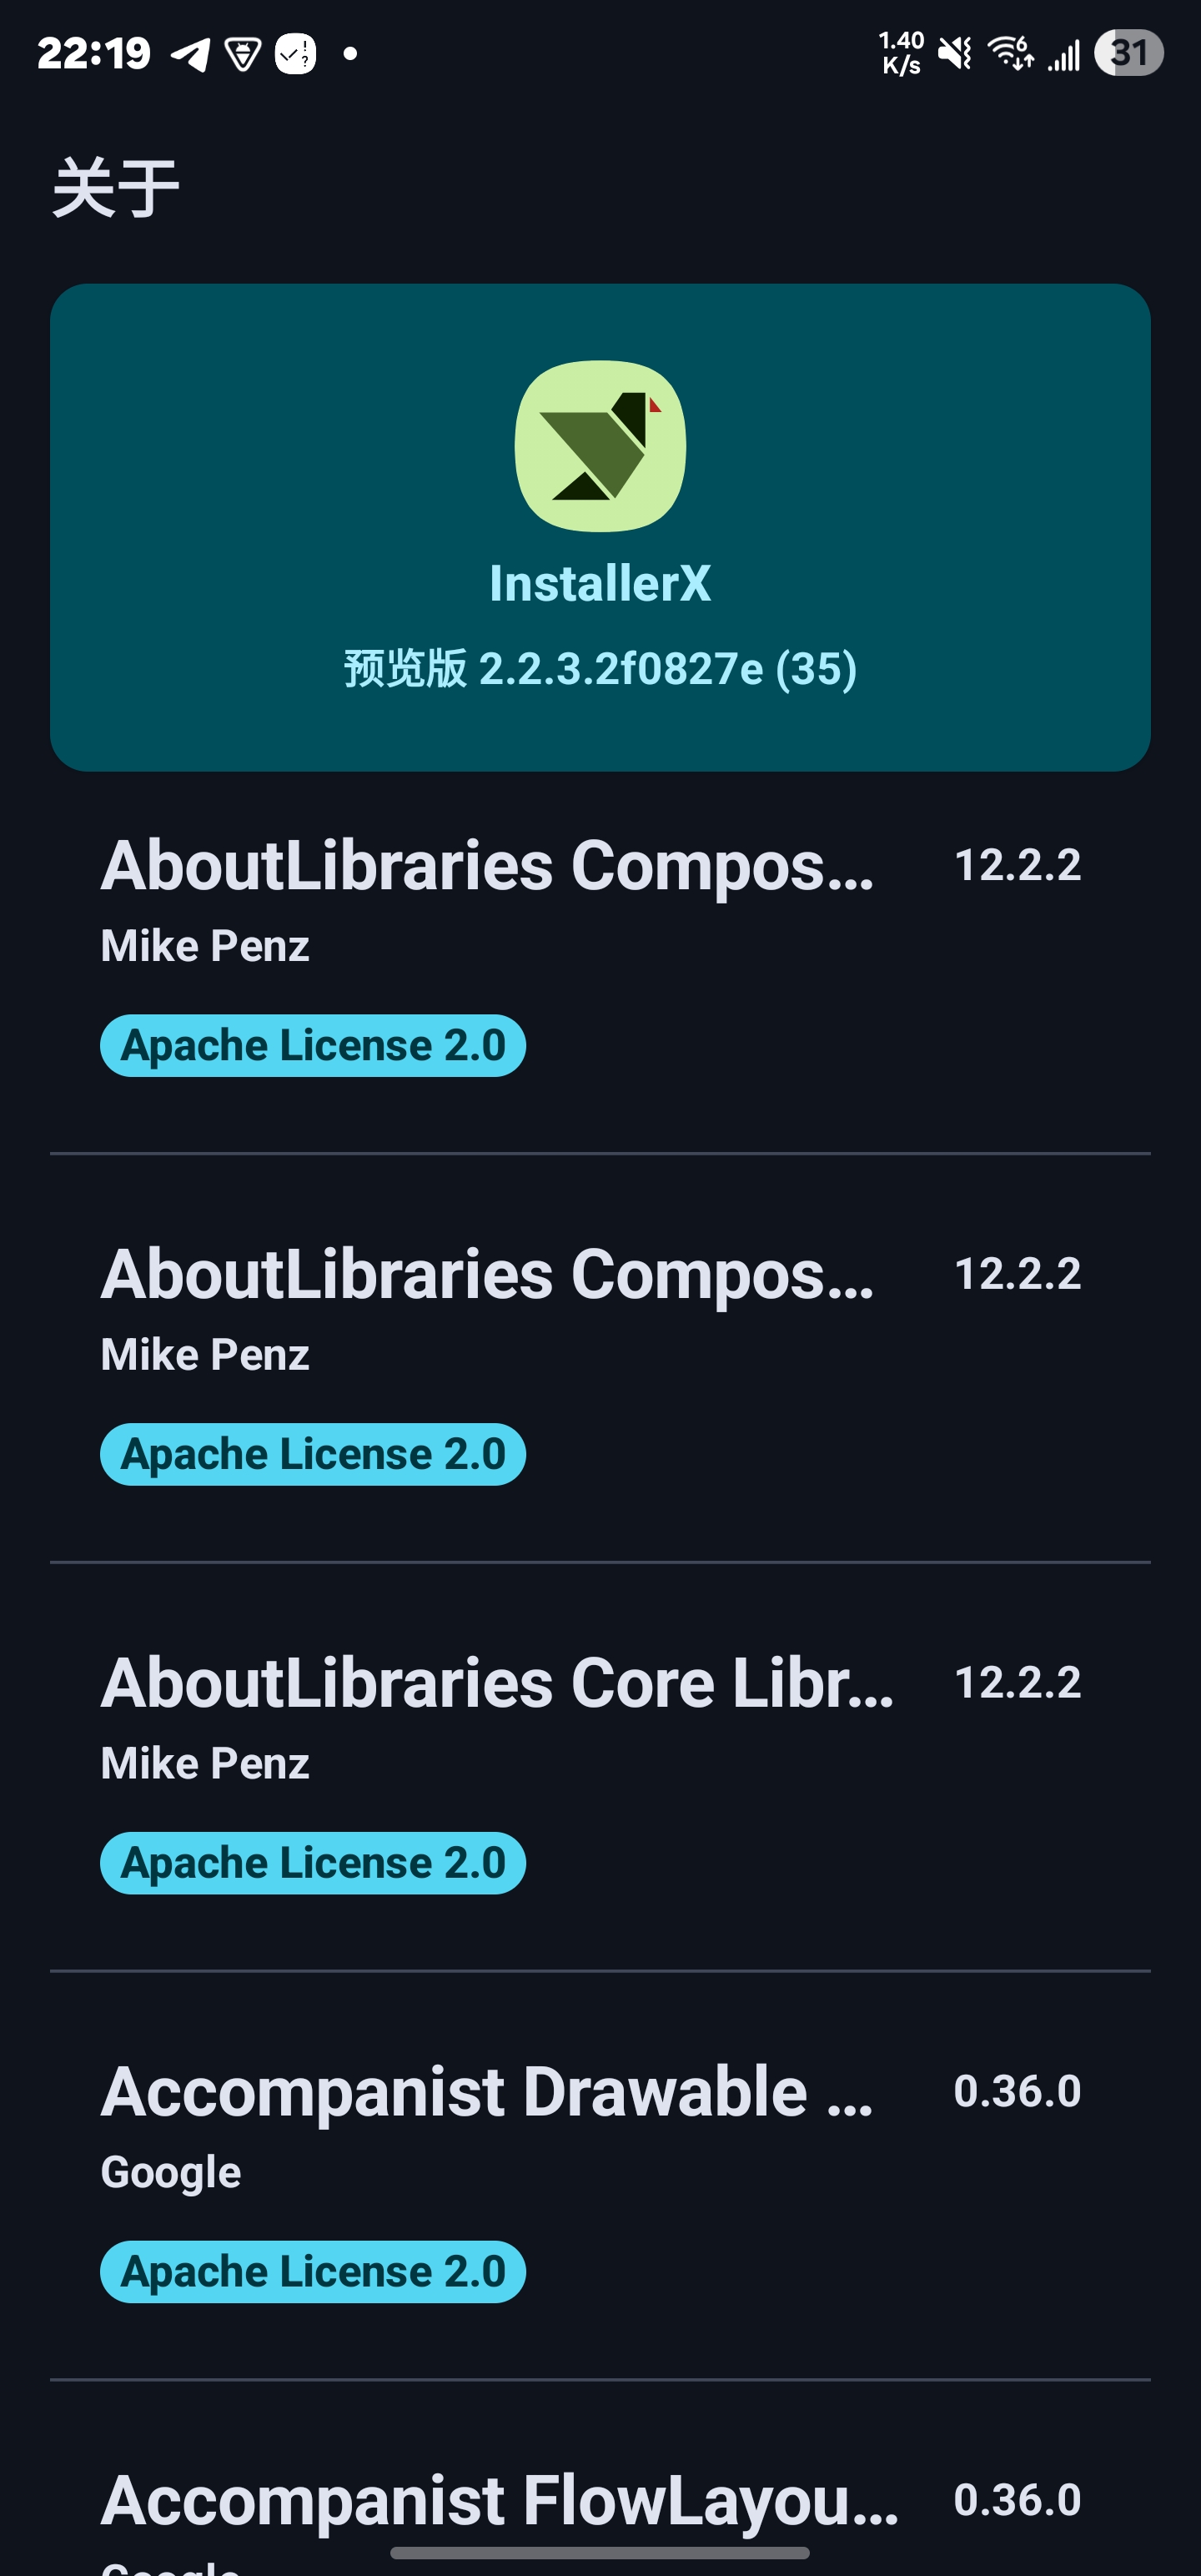 22:19
1.40
K/s
6
31
关于
InstallerX
预览版 2.2.3.2f0827e (35)
AboutLibraries Compos…
12.2.2
Mike Penz
Apache License 2.0
AboutLibraries Compos…
12.2.2
Mike Penz
Apache License 2.0
AboutLibraries Core Libr…
12.2.2
Mike Penz
Apache License 2.0
Accompanist Drawable …
0.36.0
Google
Apache License 2.0
Accompanist FlowLayou…
0.36.0